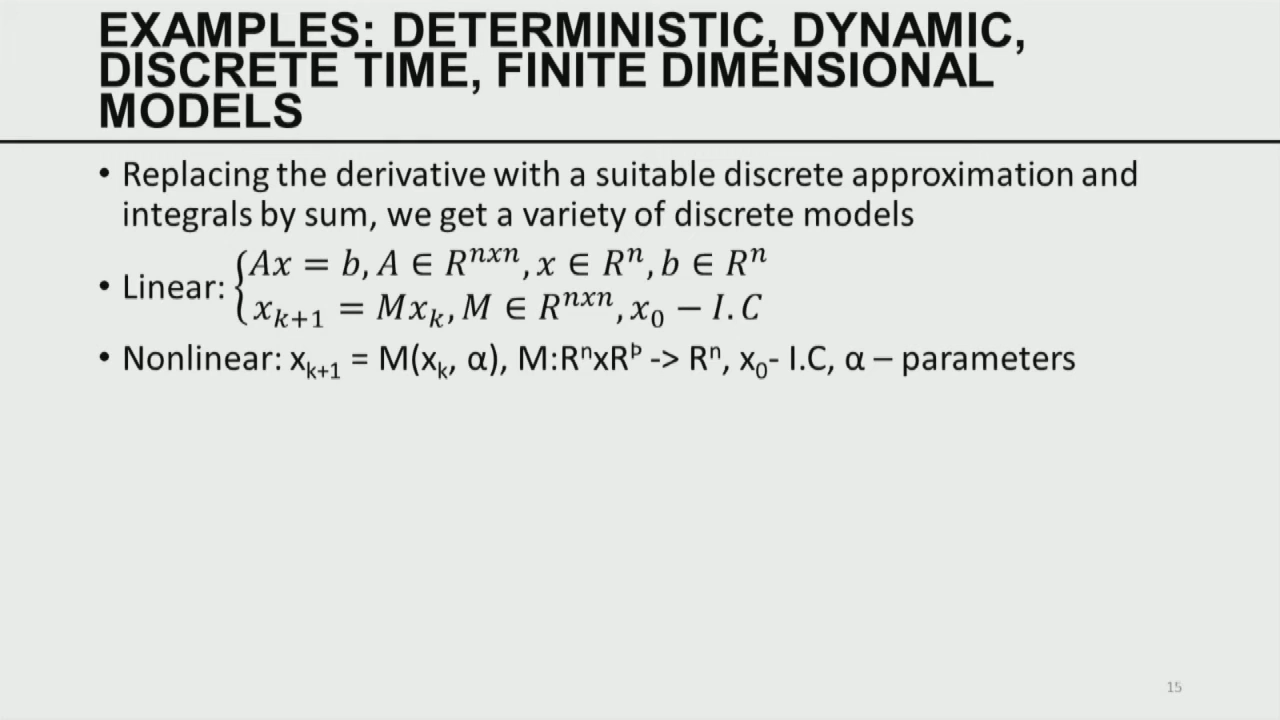 EXAMPLES: DETERMINISTIC, DYNAMIC,
DISCRETE TIME, FINITE DIMENSIONAL
MODELS
• Replacing the derivative with a suitable discrete approximation and
integrals by sum, we get a variety of discrete models
• Linear: {Ax = b, A ∈ R^{nxn}, x ∈ R^n, b ∈ R^n
x_{k+1} = Mx_k, M ∈ R^{nxn}, x_0 − I.C
• Nonlinear: x_{k+1} = M(x_k, α), M:R^nxR^þ -> R^n, x_0- I.C, α – parameters
15